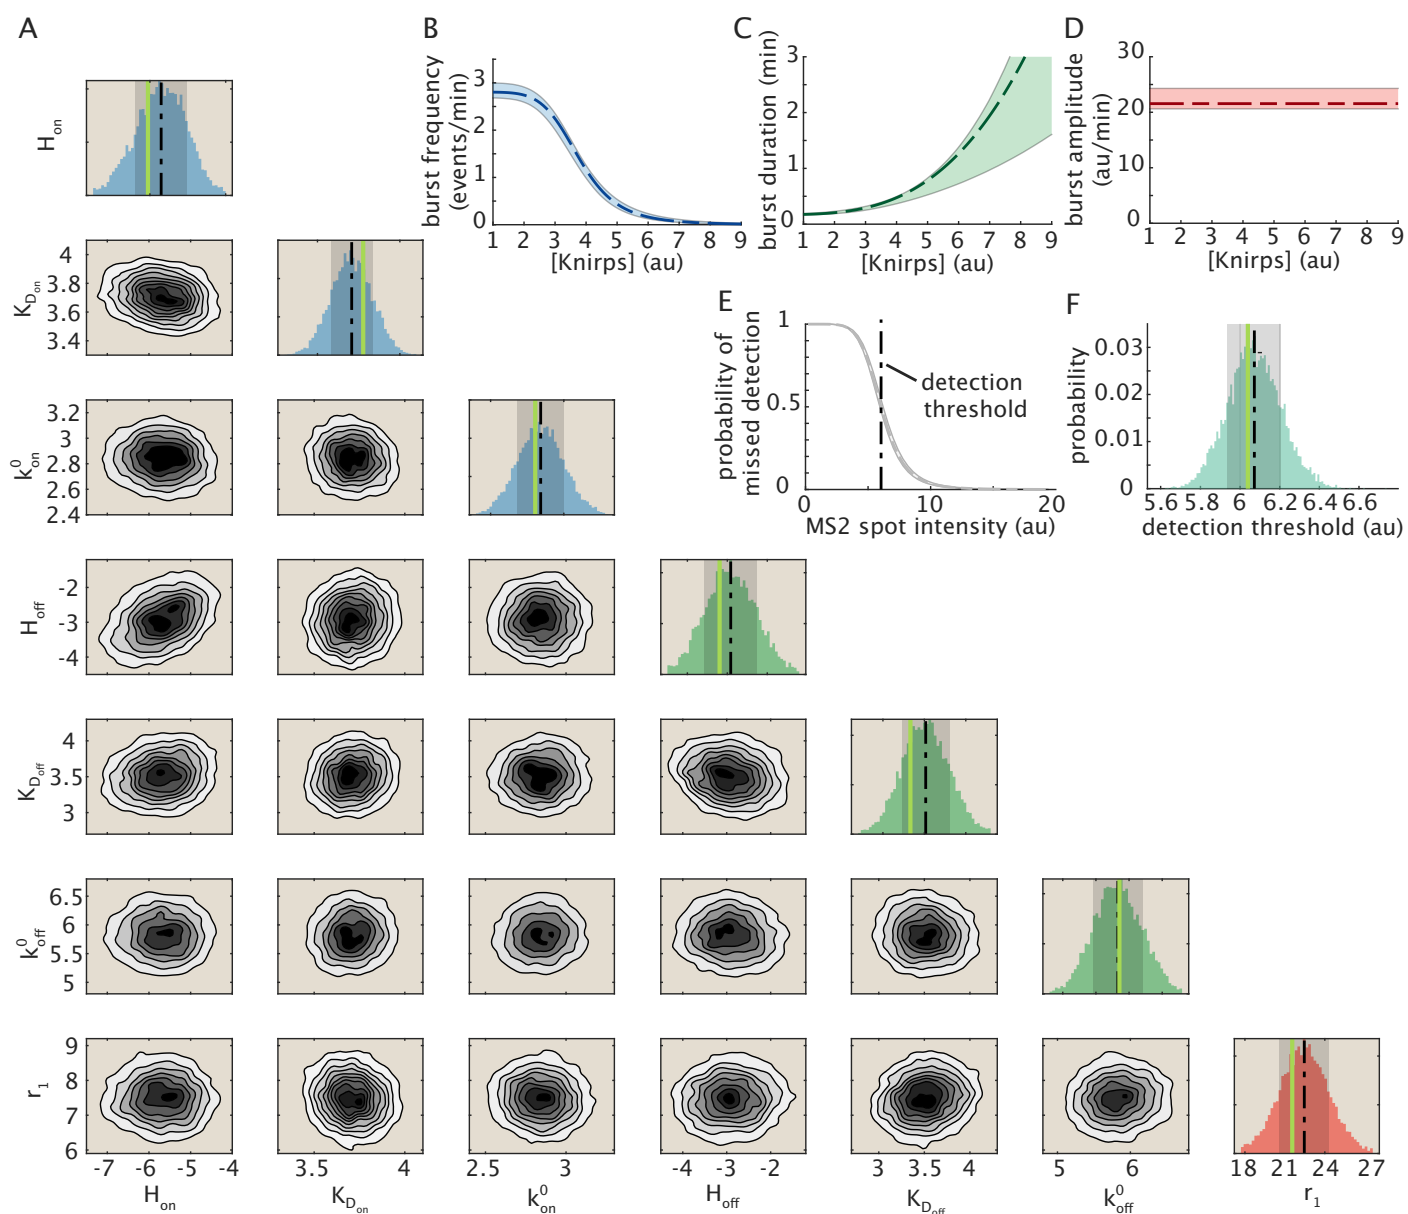 A
H_on
K_D_on
4
3.8
3.6
3.4
k_on^0
3.2
3
2.8
2.6
2.4
H_off
-2
-3
-4
K_D_off
4
3.5
3
k_off^0
6.5
6
5.5
5
r_1
9
8
7
6
-7 -6 -5 -4
H_on
3.5 4
K_D_on
2.5 3
k_on^0
-4 -3 -2
H_off
3 3.5 4
K_D_off
5 6
k_off^0
18 21 24 27
r_1
B
burst frequency
(events/min)
3
2
1
0
1 2 3 4 5 6 7 8 9
[Knirps] (au)
C
burst duration (min)
3
2
1
0
1 2 3 4 5 6 7 8 9
[Knirps] (au)
D
burst amplitude
(au/min)
30
20
10
0
1 2 3 4 5 6 7 8 9
[Knirps] (au)
E
probability of
missed detection
1
0.5
0
0 10 20
MS2 spot intensity (au)
detection
threshold
F
probability
0.03
0.02
0.01
0
5.6 5.8 6 6.2 6.4 6.6
detection threshold (au)